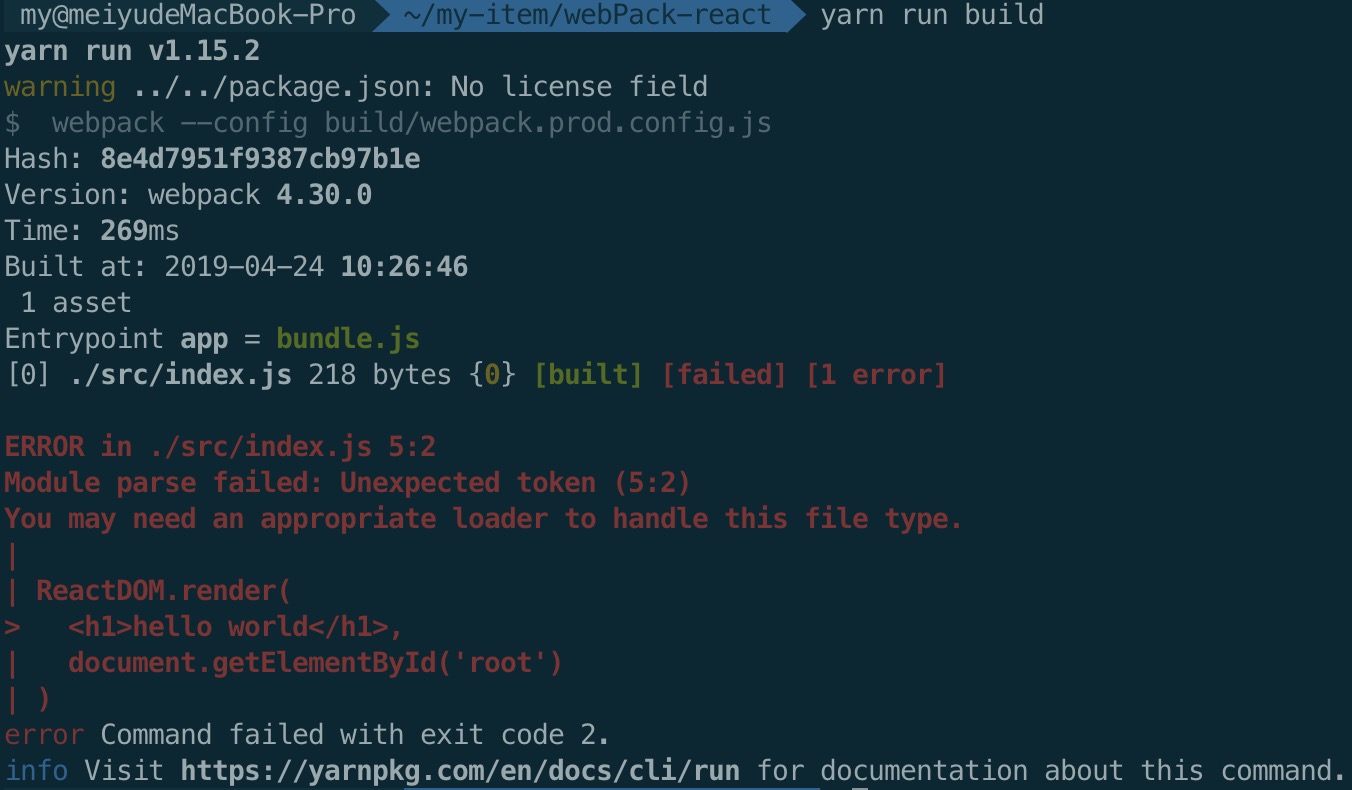 my@meiyudeMacBook-Pro ~/my-item/webPack-react yarn run build
yarn run v1.15.2
warning ../../package.json: No license field
$  webpack --config build/webpack.prod.config.js
Hash: 8e4d7951f9387cb97b1e
Version: webpack 4.30.0
Time: 269ms
Built at: 2019-04-24 10:26:46
 1 asset
Entrypoint app = bundle.js
[0] ./src/index.js 218 bytes {0} [built] [failed] [1 error]

ERROR in ./src/index.js 5:2
Module parse failed: Unexpected token (5:2)
You may need an appropriate loader to handle this file type.
|
| ReactDOM.render(
>   <h1>hello world</h1>,
|   document.getElementById('root')
| )
error Command failed with exit code 2.
info Visit https://yarnpkg.com/en/docs/cli/run for documentation about this command.